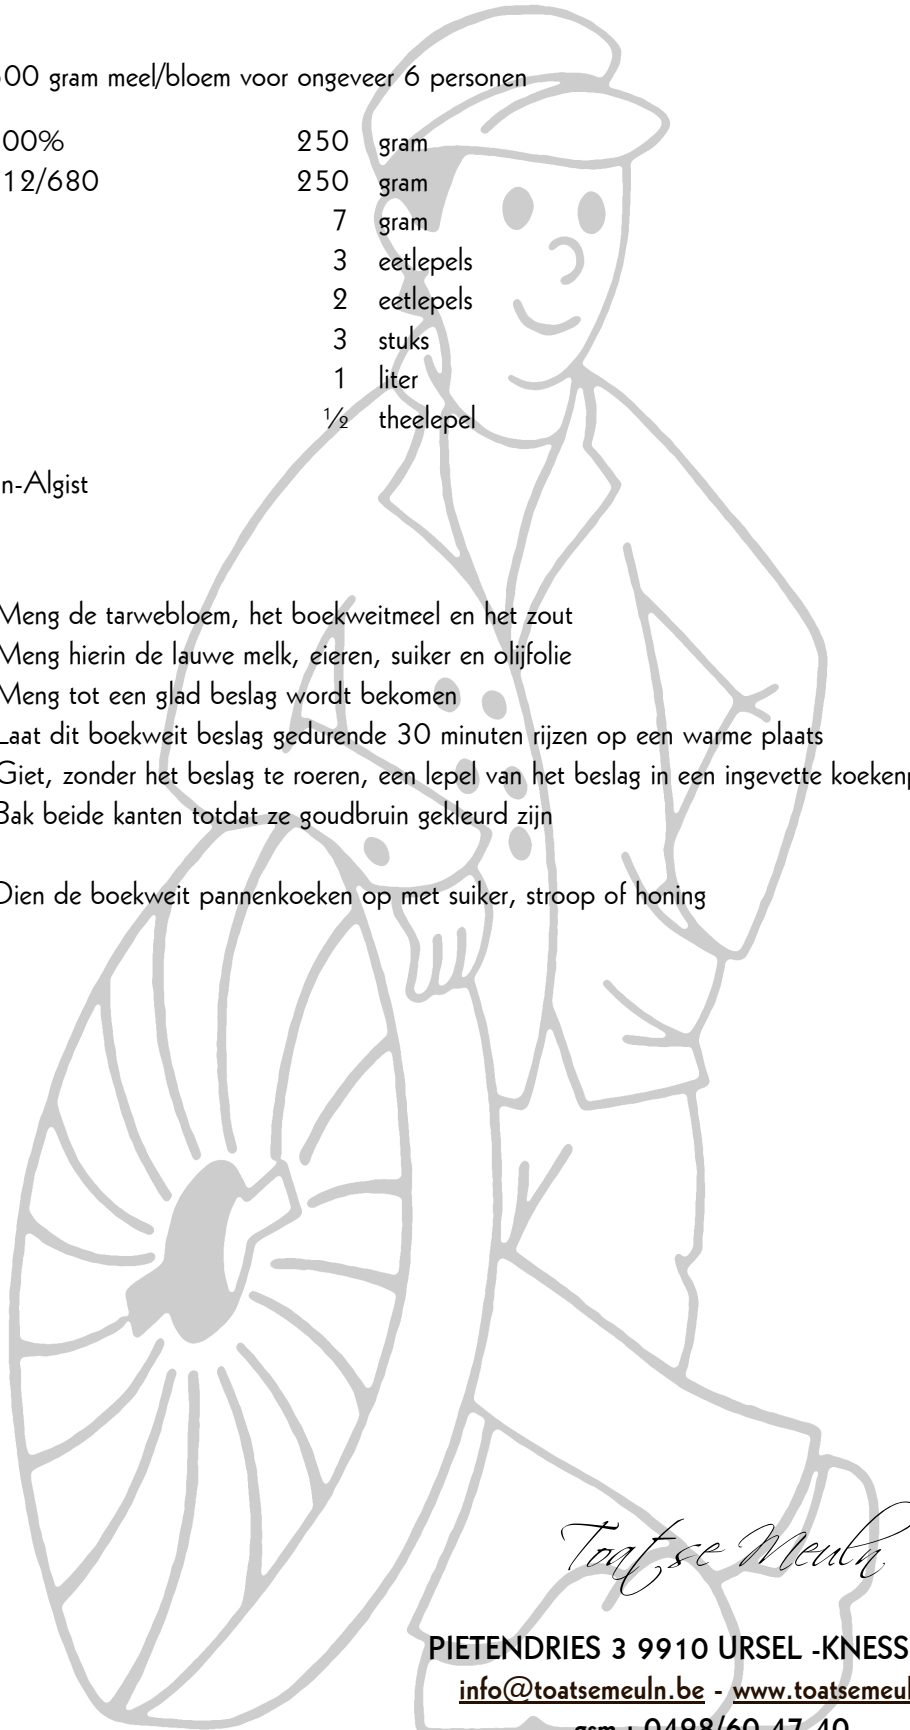 00 gram meel/bloem voor ongeveer 6 personen
00% 250 gram
12/680 250 gram
7 gram
3 eetlepels
2 eetlepels
3 stuks
1 liter
½ theelepel
n-Algist
Meng de tarwebloem, het boekweitmeel en het zout
Meng hierin de lauwe melk, eieren, suiker en olijfolie
Meng tot een glad beslag wordt bekomen
Laat dit boekweit beslag gedurende 30 minuten rijzen op een warme plaats
Giet, zonder het beslag te roeren, een lepel van het beslag in een ingevette koekenp
Bak beide kanten totdat ze goudbruin gekleurd zijn
Dien de boekweit pannenkoeken op met suiker, stroop of honing
Toatse Meuln
PIETENDRIES 3 9910 URSEL -KNESS
info@toatsemeuln.be - www.toatsemeul
gsm : 0498/60 47 40